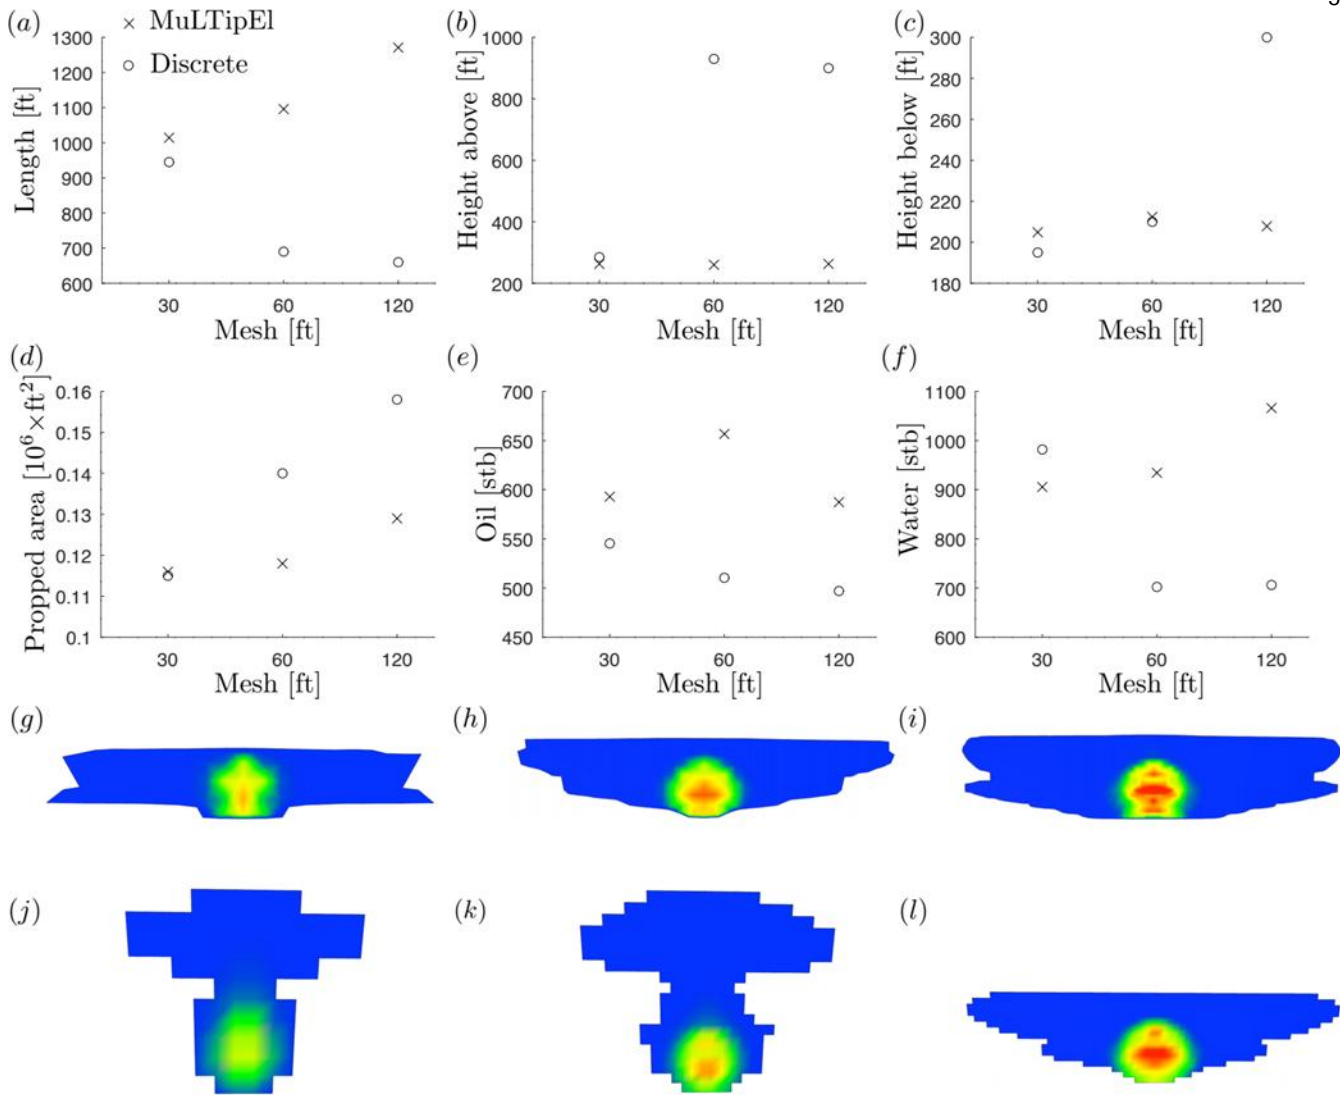 (a)
× MuLTipEl
○ Discrete
1300
1200
1100
1000
900
800
700
600
Length [ft]
30 60 120
Mesh [ft]
(b)
1000
800
600
400
200
Height above [ft]
30 60 120
Mesh [ft]
(c)
300
280
260
240
220
200
180
Height below [ft]
30 60 120
Mesh [ft]
(d)
0.16
0.15
0.14
0.13
0.12
0.11
0.1
Propped area [10⁶×ft²]
30 60 120
Mesh [ft]
(e)
700
650
600
550
500
450
Oil [stb]
30 60 120
Mesh [ft]
(f)
1100
1000
900
800
700
600
Water [stb]
30 60 120
Mesh [ft]
(g)
(h)
(i)
(j)
(k)
(l)